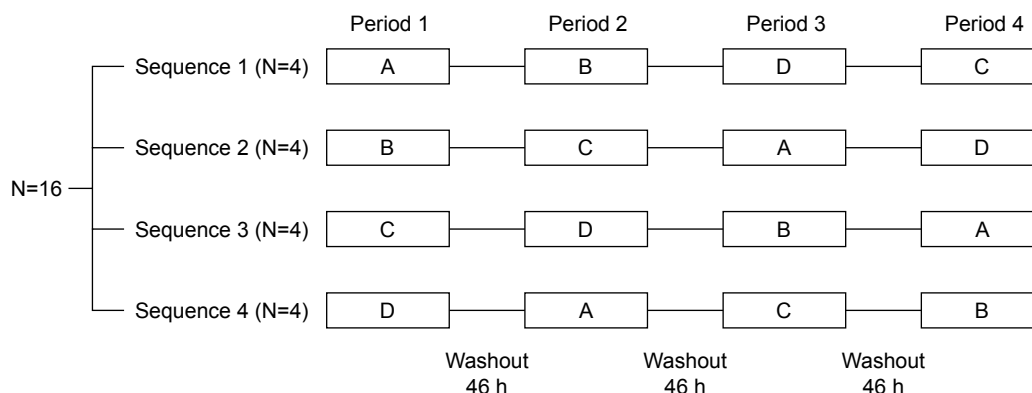 Period 1 Period 2 Period 3 Period 4
Sequence 1 (N=4) A B D C
Sequence 2 (N=4) B C A D
N=16
Sequence 3 (N=4) C D B A
Sequence 4 (N=4) D A C B
Washout Washout Washout
46 h 46 h 46 h